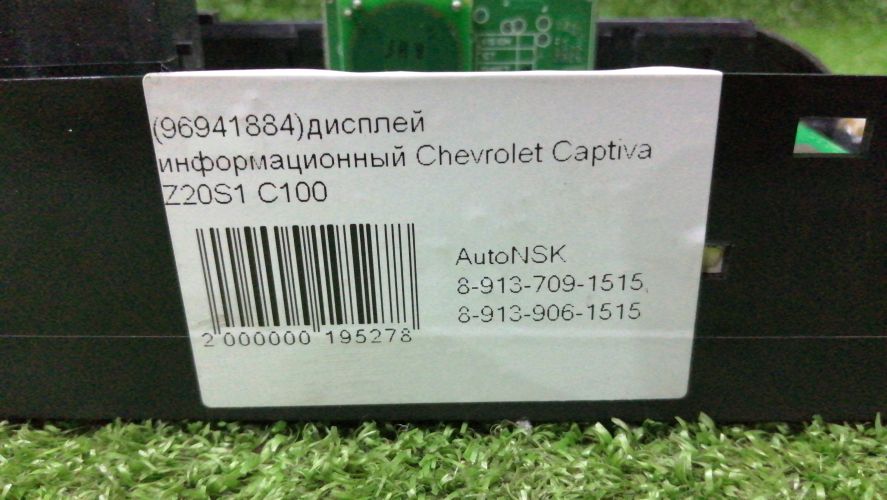 (96941884)дисплей
информационный Chevrolet Captiva
Z20S1 C100
AutoNSK
8-913-709-1515,
8-913-906-1515
2 000000 195278